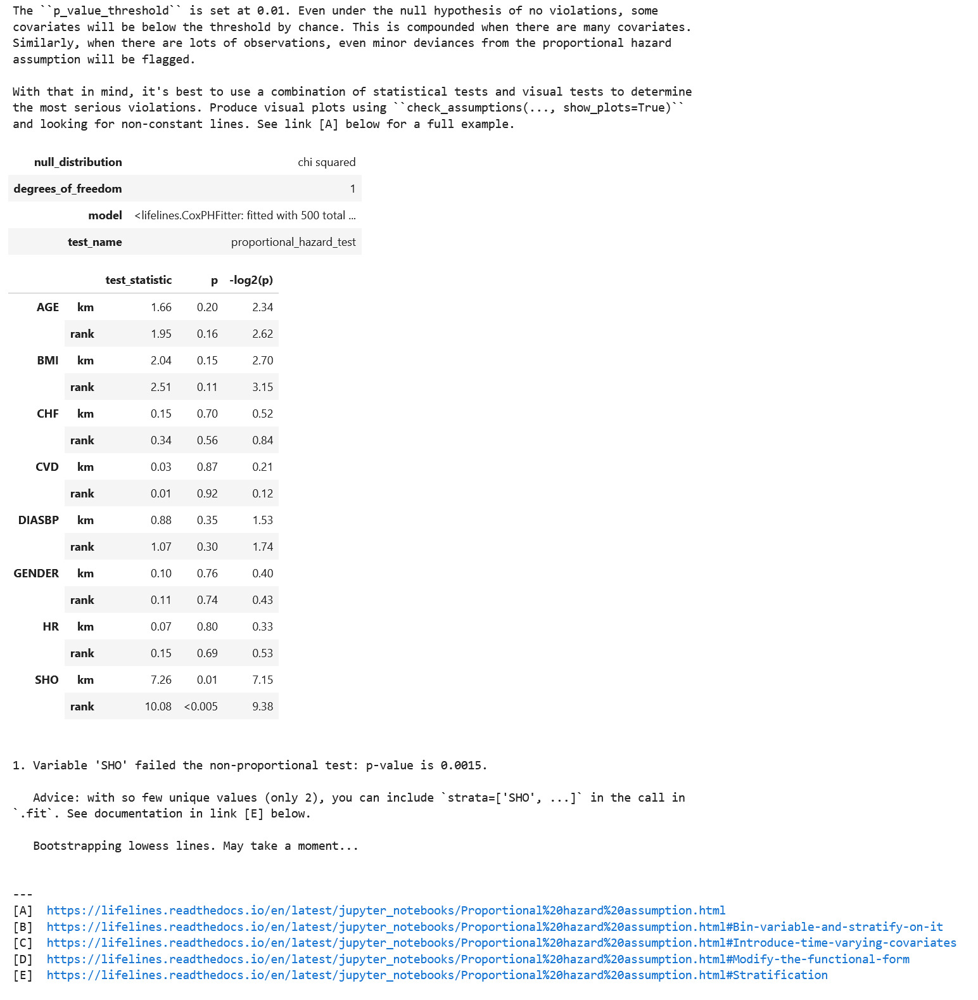 The ``p_value_threshold`` is set at 0.01. Even under the null hypothesis of no violations, some
covariates will be below the threshold by chance. This is compounded when there are many covariates.
Similarly, when there are lots of observations, even minor deviances from the proportional hazard
assumption will be flagged.
With that in mind, it's best to use a combination of statistical tests and visual tests to determine
the most serious violations. Produce visual plots using ``check_assumptions(..., show_plots=True)``
and looking for non-constant lines. See link [A] below for a full example.
null_distribution chi squared
degrees_of_freedom 1
model <lifelines.CoxPHFitter: fitted with 500 total ...
test_name proportional_hazard_test
test_statistic p -log2(p)
AGE km 1.66 0.20 2.34
rank 1.95 0.16 2.62
BMI km 2.04 0.15 2.70
rank 2.51 0.11 3.15
CHF km 0.15 0.70 0.52
rank 0.34 0.56 0.84
CVD km 0.03 0.87 0.21
rank 0.01 0.92 0.12
DIASBP km 0.88 0.35 1.53
rank 1.07 0.30 1.74
GENDER km 0.10 0.76 0.40
rank 0.11 0.74 0.43
HR km 0.07 0.80 0.33
rank 0.15 0.69 0.53
SHO km 7.26 0.01 7.15
rank 10.08 <0.005 9.38
1. Variable 'SHO' failed the non-proportional test: p-value is 0.0015.
Advice: with so few unique values (only 2), you can include `strata=['SHO', ...]` in the call in
`.fit`. See documentation in link [E] below.
Bootstrapping lowess lines. May take a moment...
---
[A] https://lifelines.readthedocs.io/en/latest/jupyter_notebooks/Proportional%20hazard%20assumption.html
[B] https://lifelines.readthedocs.io/en/latest/jupyter_notebooks/Proportional%20hazard%20assumption.html#Bin-variable-and-stratify-on-it
[C] https://lifelines.readthedocs.io/en/latest/jupyter_notebooks/Proportional%20hazard%20assumption.html#Introduce-time-varying-covariates
[D] https://lifelines.readthedocs.io/en/latest/jupyter_notebooks/Proportional%20hazard%20assumption.html#Modify-the-functional-form
[E] https://lifelines.readthedocs.io/en/latest/jupyter_notebooks/Proportional%20hazard%20assumption.html#Stratification